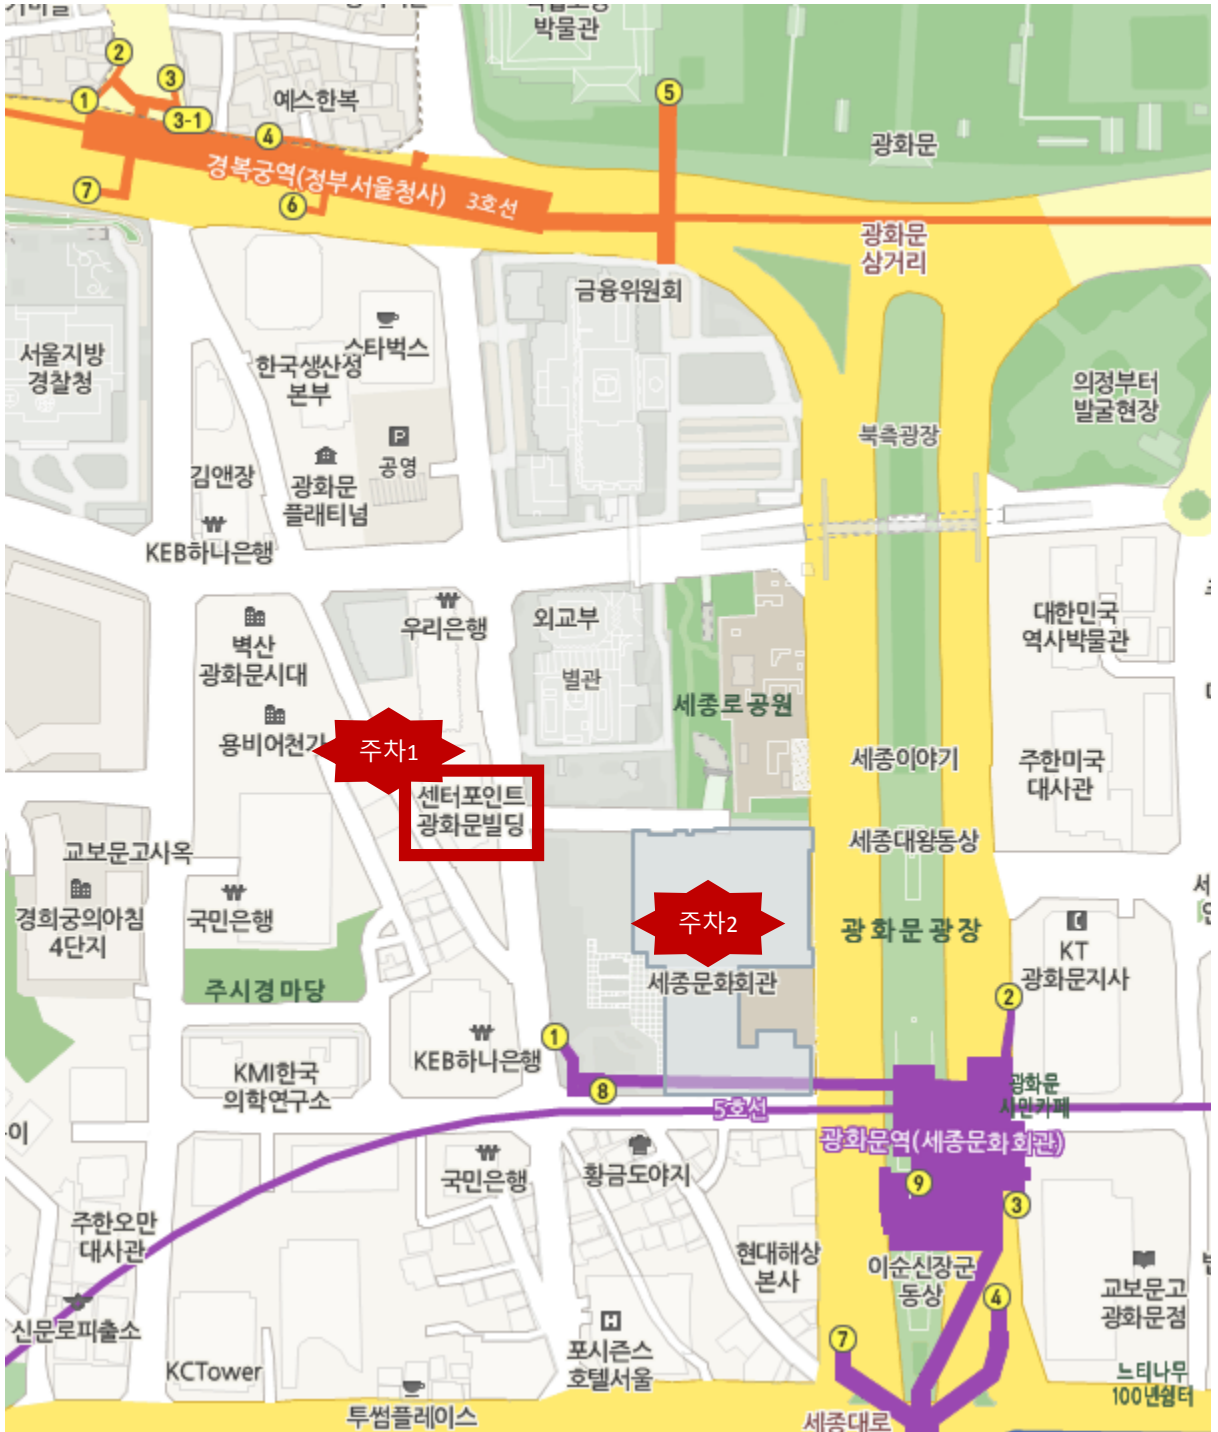 박물관
예스한복
2
3
1
3-1
4
5
7
6
경복궁역(정부서울청사) 3호선
광화문
광화문
삼거리
금융위원회
서울지방
경찰청
스타벅스
한국생산성
본부
의정부터
발굴현장
북측광장
P
공영
김앤장
광화문
플래티넘
₩
KEB하나은행
₩
우리은행
외교부
별관
벽산
광화문시대
대한민국
역사박물관
세종로공원
용비어천가
주차1
세종이야기
주한미국
대사관
센터포인트
광화문빌딩
세종대왕동상
교보문고사옥
경희궁의아침
4단지
₩
국민은행
주차2
광화문광장
KT
광화문지사
세종문화회관
주시경마당
2
1
₩
KEB하나은행
KMI한국
의학연구소
8
5호선
광화문
시민카페
광화문역(세종문화회관)
₩
국민은행
황금도야지
9
3
주한오만
대사관
현대해상
본사
이순신장군
동상
4
교보문고
광화문점
신문로피출소
7
H
포시즌스
호텔서울
KCTower
느티나무
100년쉼터
투썸플레이스
세종대로